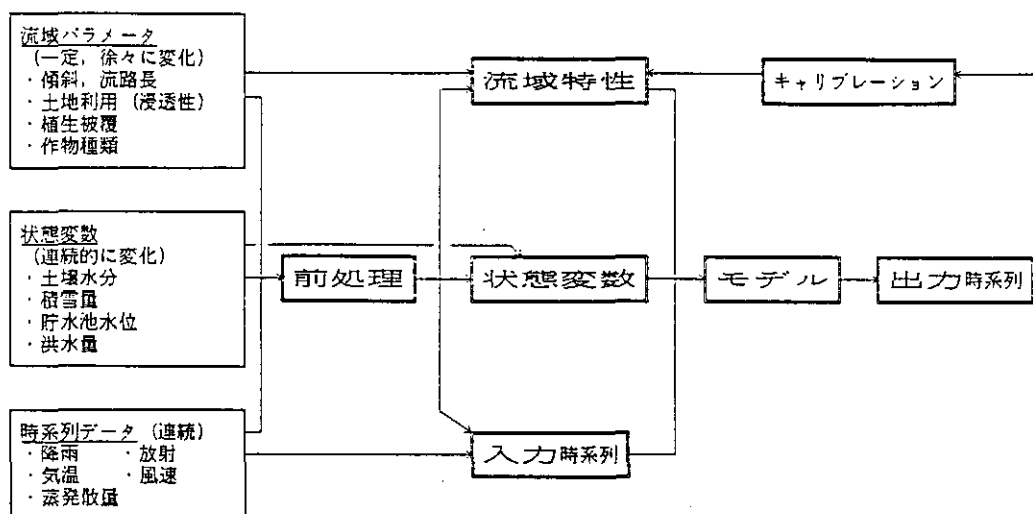 流域パラメータ
(一定, 徐々に変化)
・傾斜, 流路長
・土地利用 (浸透性)
・植生被覆
・作物種類
流域特性
キャリブレーション
状態変数
(連続的に変化)
・土壌水分
・積雪量
・貯水池水位
・洪水量
前処理
状態変数
モデル
出力時系列
時系列データ (連続)
・降雨 ・放射
・気温 ・風速
・蒸発散量
入力時系列